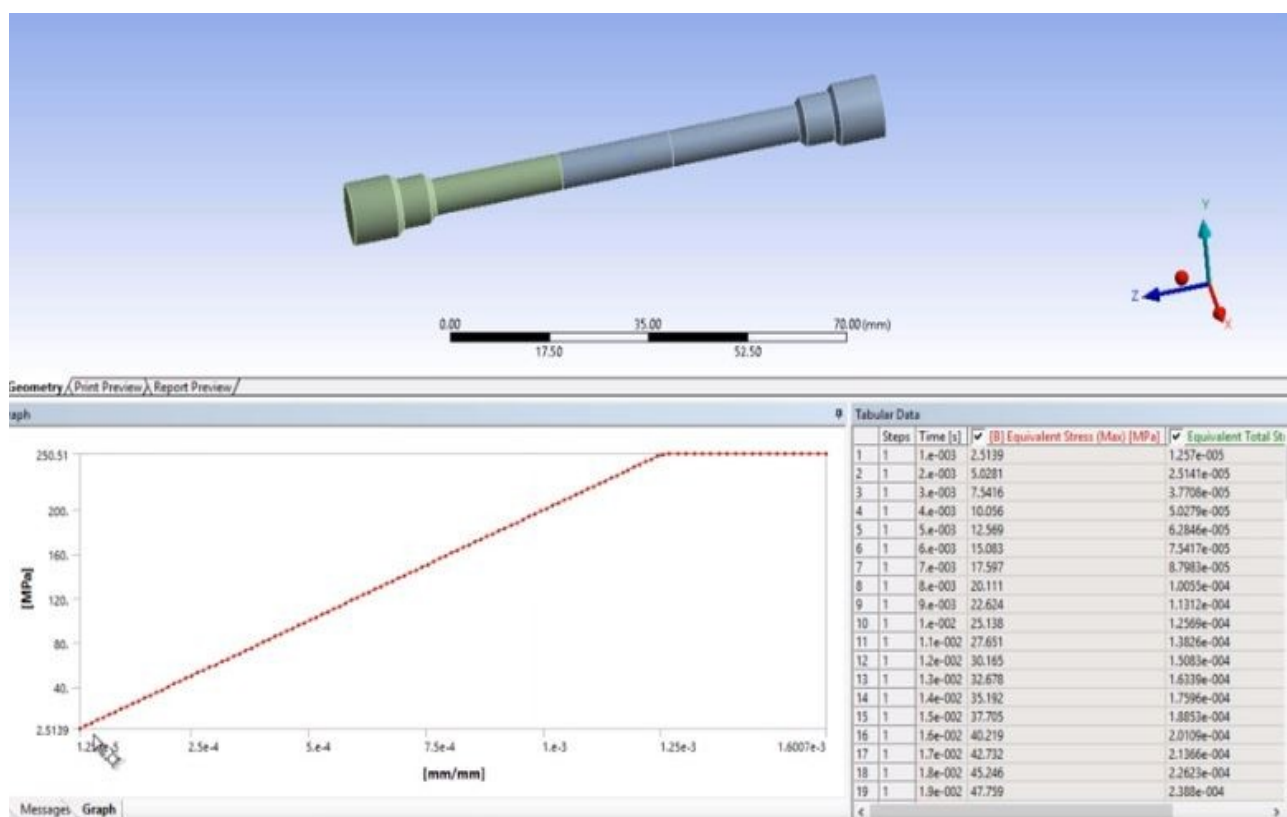 Y
Z
X
0.00 35.00 70.00 (mm)
17.50 52.50
Geometry Print Preview Report Preview
aph
250.51
200.
160.
120.
80.
40.
2.5139
[MPa]
2.5e-4 5.e-4 7.5e-4 1.e-3 1.25e-3 1.6007e-3
[mm/mm]
Messages Graph
Tabular Data
Steps Time [s] [B] Equivalent Stress (Max) [MPa] Equivalent Total St
1 1 1.e-003 2.5139 1.257e-005
2 1 2.e-003 5.0281 2.5141e-005
3 1 3.e-003 7.5416 3.7708e-005
4 1 4.e-003 10.056 5.0279e-005
5 1 5.e-003 12.569 6.2846e-005
6 1 6.e-003 15.083 7.5417e-005
7 1 7.e-003 17.597 8.7983e-005
8 1 8.e-003 20.111 1.0055e-004
9 1 9.e-003 22.624 1.1312e-004
10 1 1.e-002 25.138 1.2569e-004
11 1 1.1e-002 27.651 1.3826e-004
12 1 1.2e-002 30.165 1.5083e-004
13 1 1.3e-002 32.678 1.6339e-004
14 1 1.4e-002 35.192 1.7596e-004
15 1 1.5e-002 37.705 1.8853e-004
16 1 1.6e-002 40.219 2.0109e-004
17 1 1.7e-002 42.732 2.1366e-004
18 1 1.8e-002 45.246 2.2623e-004
19 1 1.9e-002 47.759 2.388e-004